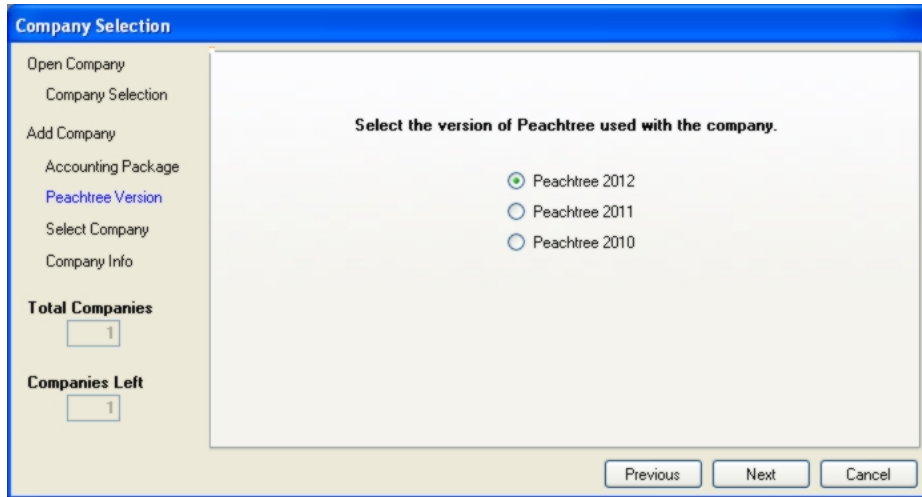 Company Selection
Open Company
Company Selection
Add Company
Accounting Package
Peachtree Version
Select Company
Company Info
Total Companies
1
Companies Left
1
Select the version of Peachtree used with the company.
Peachtree 2012
Peachtree 2011
Peachtree 2010
Previous Next Cancel